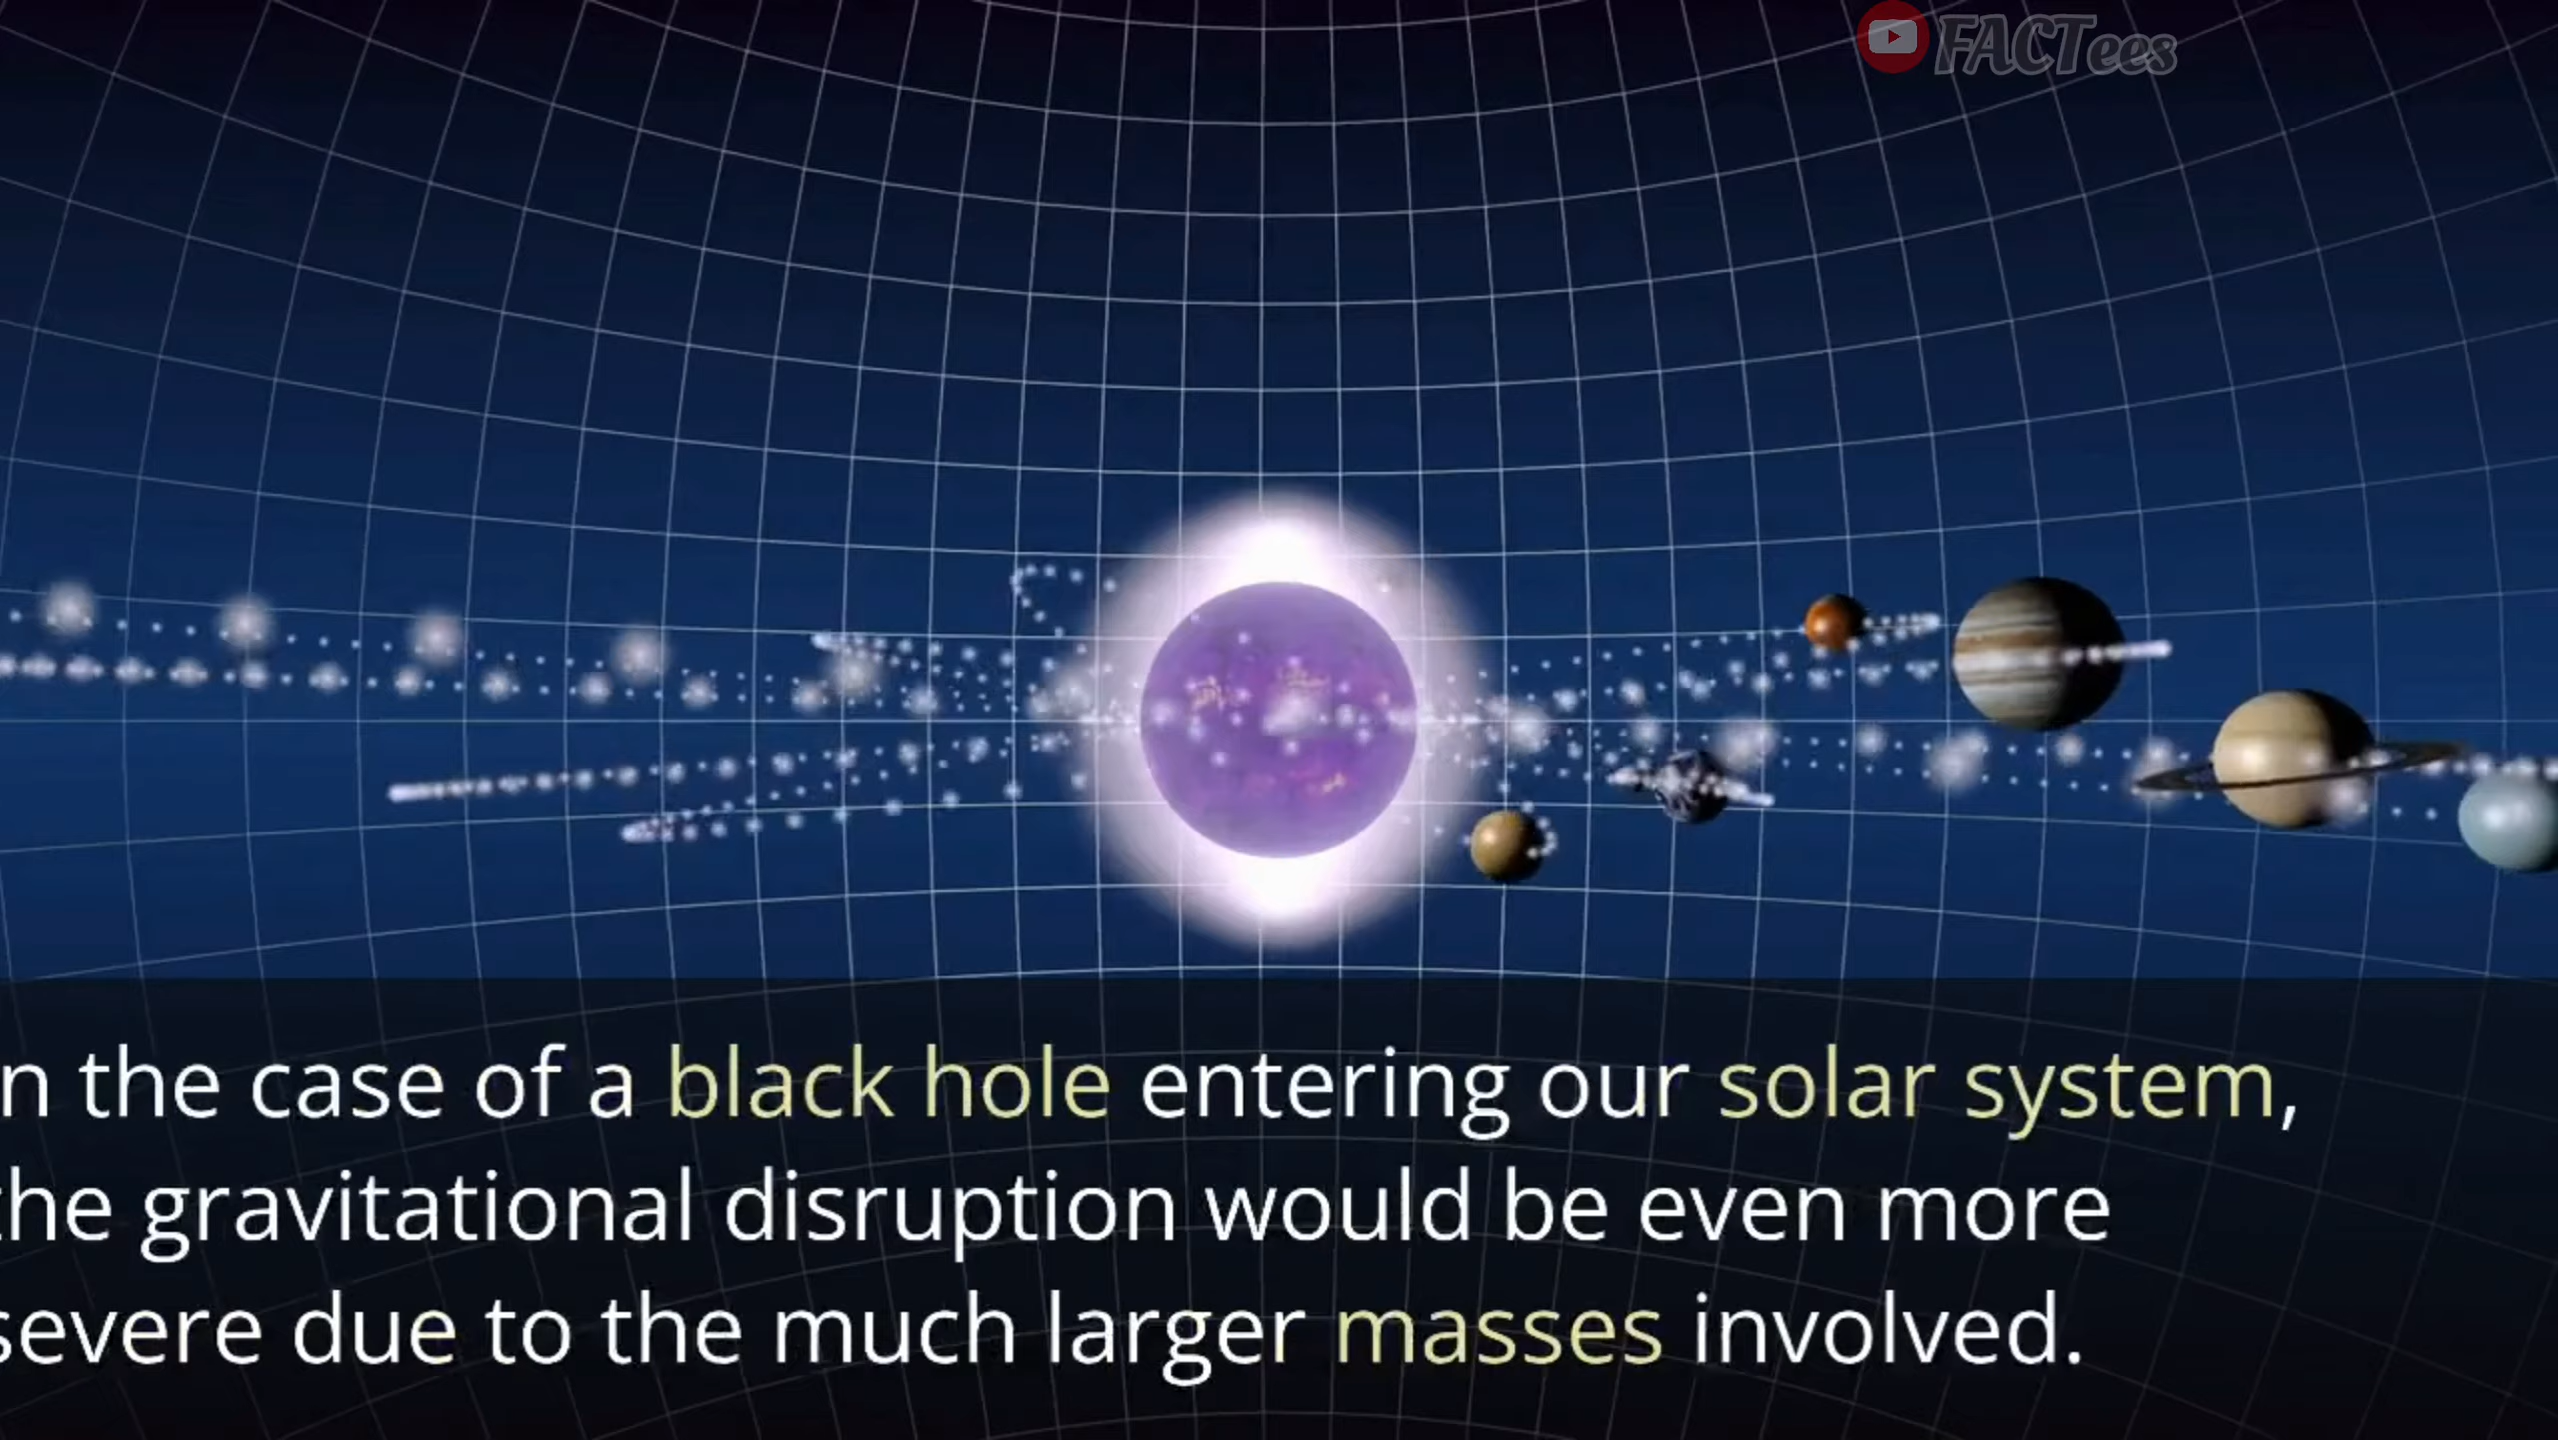 FACTees
n the case of a black hole entering our solar system,
the gravitational disruption would be even more
severe due to the much larger masses involved.